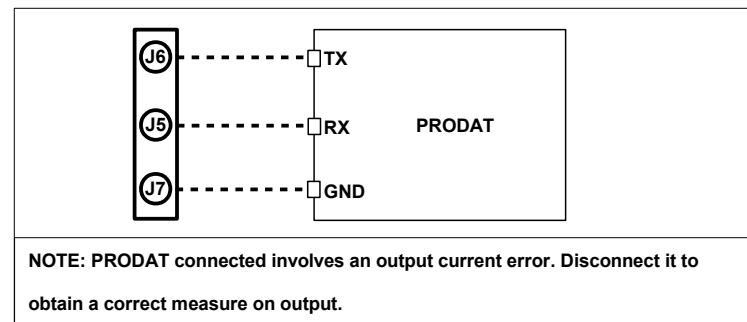 J6 TX
J5 RX PRODAT
J7 GND
NOTE: PRODAT connected involves an output current error. Disconnect it to
obtain a correct measure on output.